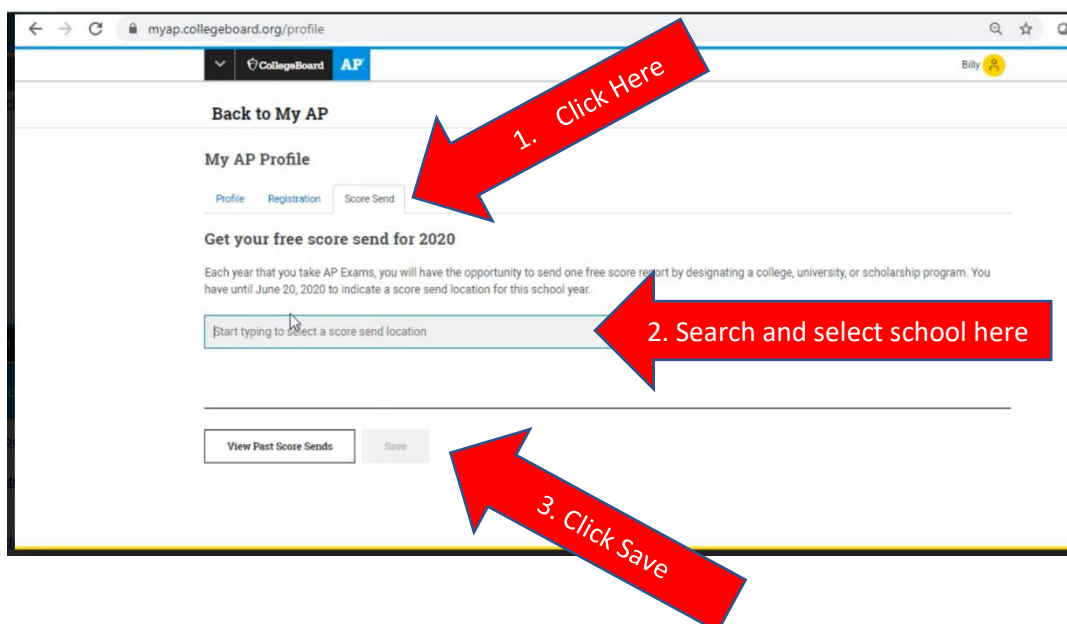 myap.collegeboard.org/profile
CollegeBoard AP
Billy
Back to My AP
1. Click Here
My AP Profile
Profile Registration Score Send
Get your free score send for 2020
Each year that you take AP Exams, you will have the opportunity to send one free score report by designating a college, university, or scholarship program. You
have until June 20, 2020 to indicate a score send location for this school year.
Start typing to select a score send location
2. Search and select school here
View Past Score Sends Save
3. Click Save